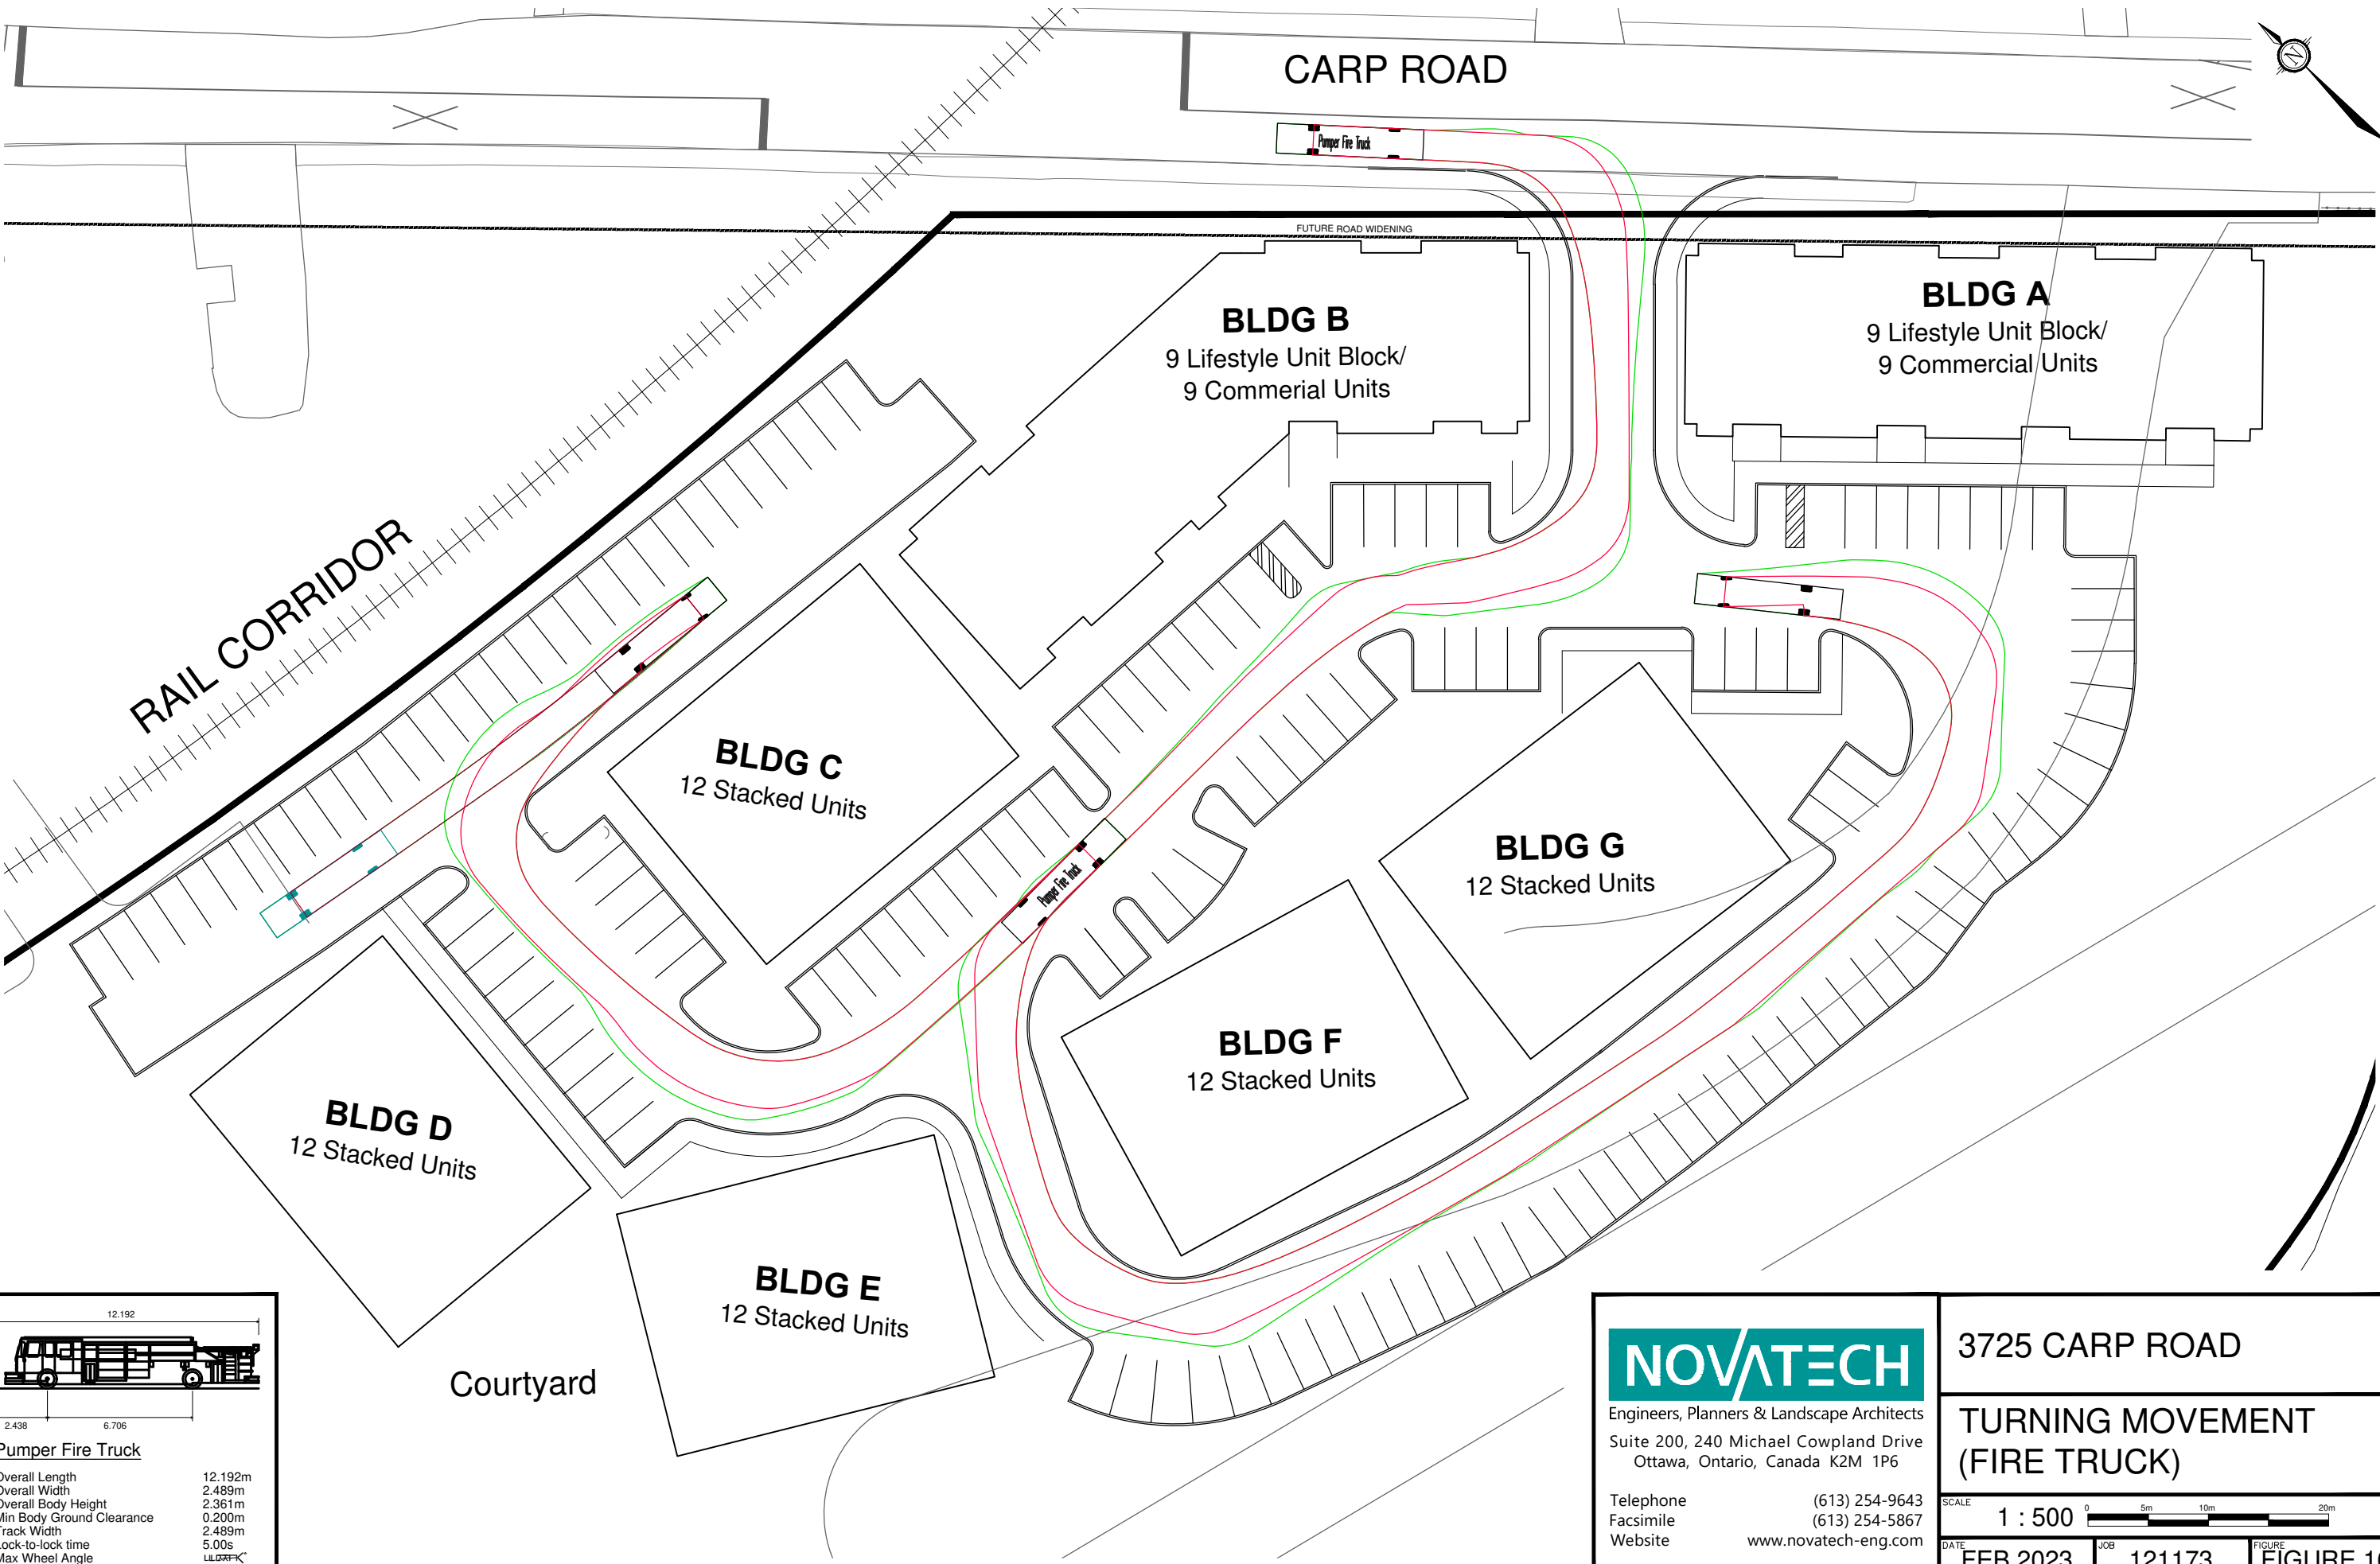 CARP ROAD
N
Pumper Fire Truck
FUTURE ROAD WIDENING
BLDG B
9 Lifestyle Unit Block/
9 Commerial Units
BLDG A
9 Lifestyle Unit Block/
9 Commercial Units
RAIL CORRIDOR
BLDG C
12 Stacked Units
Pumper Fire Truck
BLDG G
12 Stacked Units
BLDG F
12 Stacked Units
BLDG D
12 Stacked Units
BLDG E
12 Stacked Units
Courtyard
12.192
2.438 6.706
Pumper Fire Truck
Overall Length 12.192m
Overall Width 2.489m
Overall Body Height 2.361m
Min Body Ground Clearance 0.200m
Track Width 2.489m
Lock-to-lock time 5.00s
Max Wheel Angle
NOVATECH
Engineers, Planners & Landscape Architects
Suite 200, 240 Michael Cowpland Drive
Ottawa, Ontario, Canada K2M 1P6
Telephone (613) 254-9643
Facsimile (613) 254-5867
Website www.novatech-eng.com
3725 CARP ROAD
TURNING MOVEMENT
(FIRE TRUCK)
SCALE
1 : 500
0 5m 10m 20m
DATE FEB 2023
JOB 121173
FIGURE FIGURE